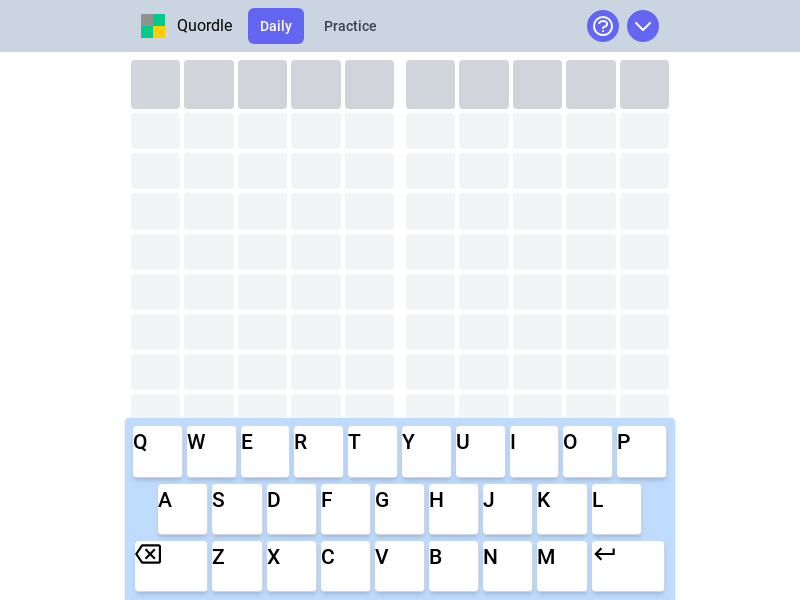 Quordle Daily Practice
Q W E R T Y U I O P
A S D F G H J K L
Z X C V B N M